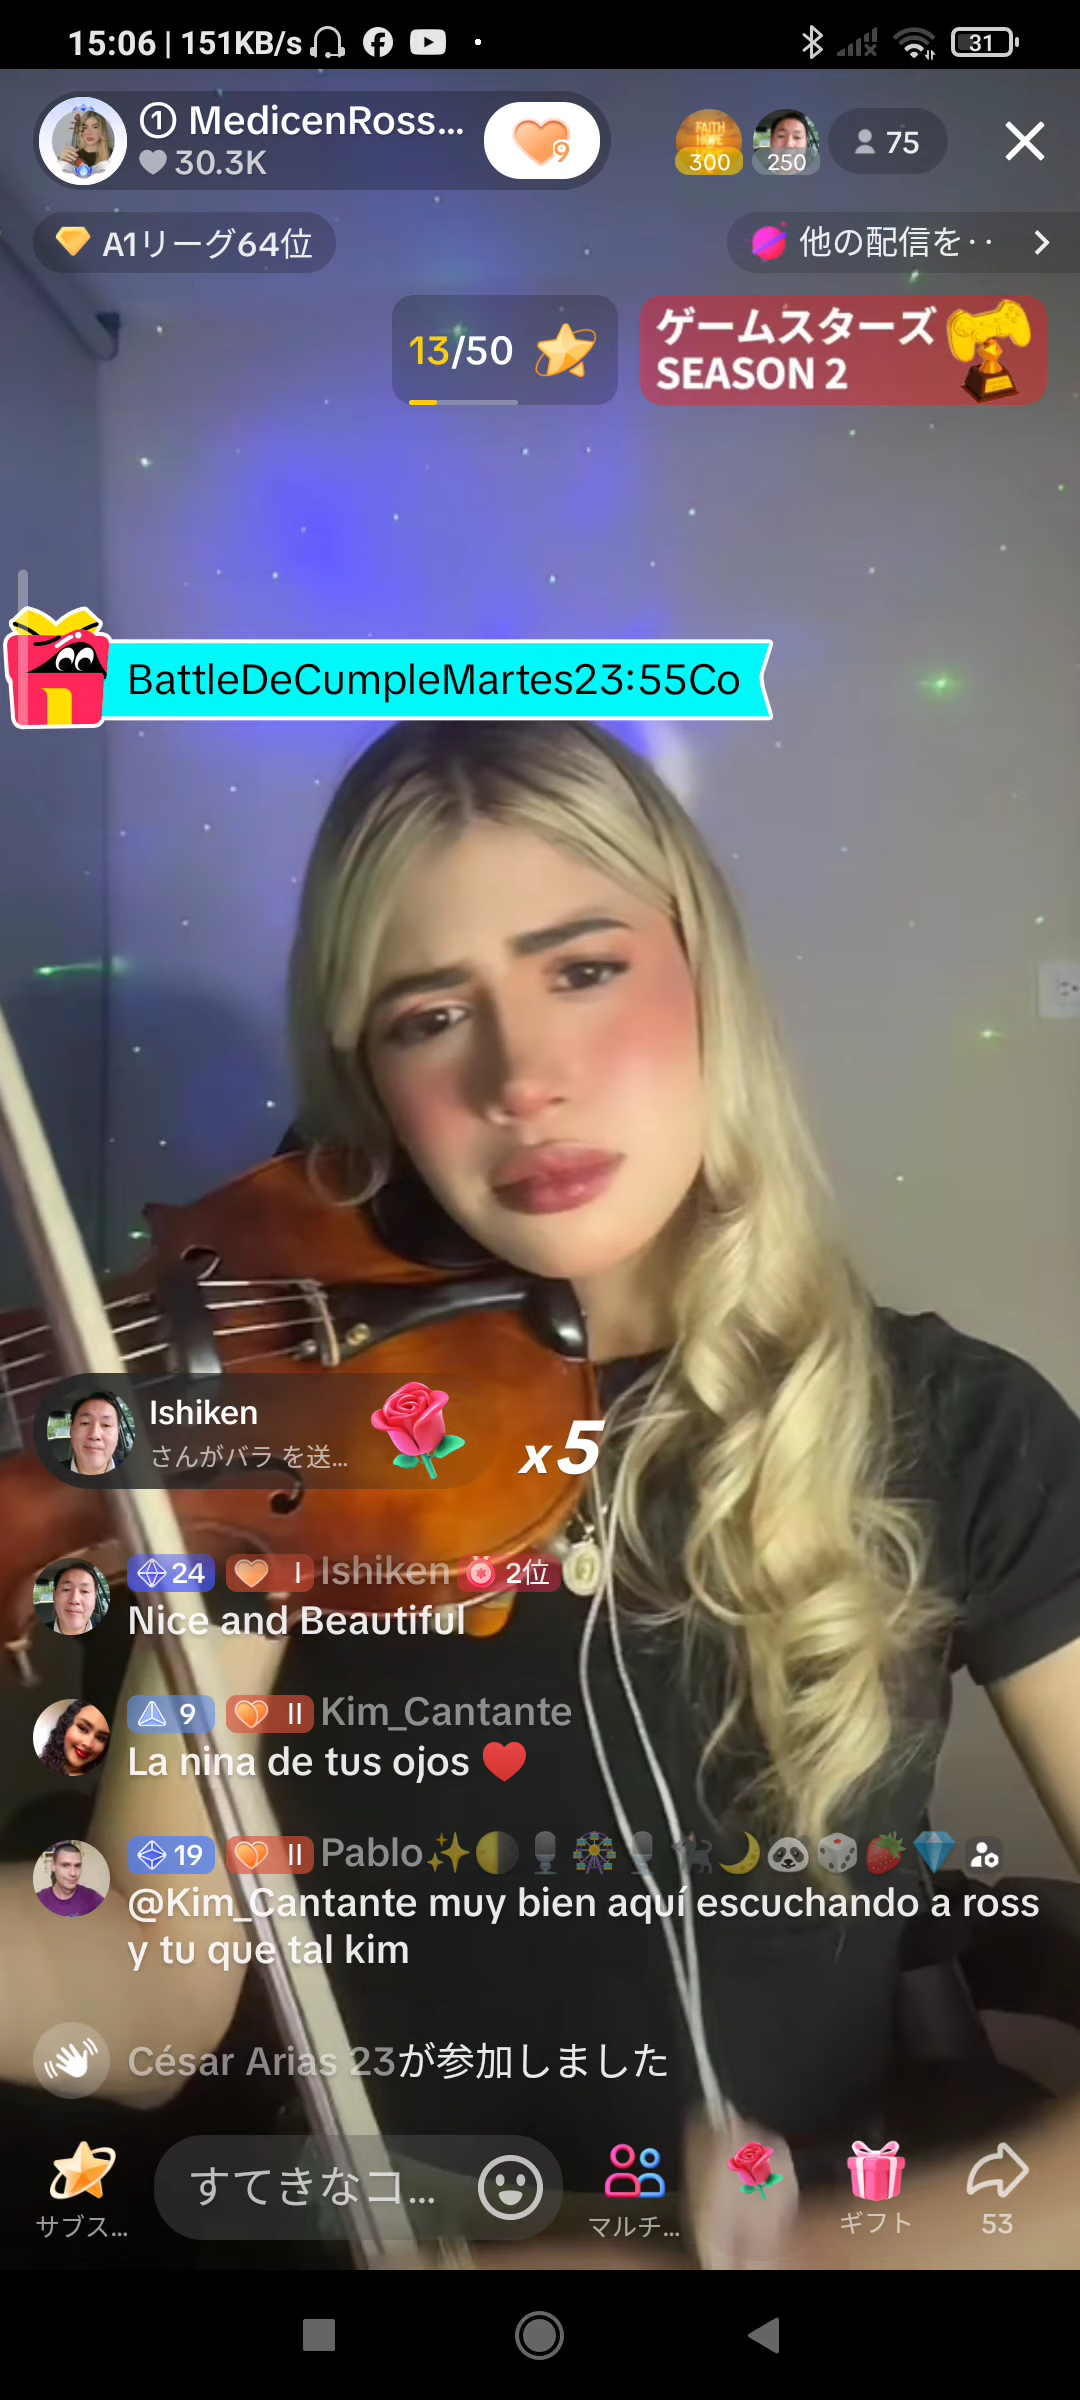 15:06 | 151KB/s
31
① MedicenRoss...
30.3K
300
250
75
A1リーグ64位
他の配信を··
13/50
ゲームスターズ
SEASON 2
BattleDeCumpleMartes23:55Co
Ishiken
さんがバラ を送...
x5
24 I Ishiken 2位
Nice and Beautiful
9 II Kim_Cantante
La nina de tus ojos ❤️
19 II Pablo✨🌓🎙️🎡🎙️🐈‍⬛🌙🐼🎲🍓💎
@Kim_Cantante muy bien aquí escuchando a ross
y tu que tal kim
César Arias 23が参加しました
サブス...
すてきなコ...
マルチ...
ギフト
53